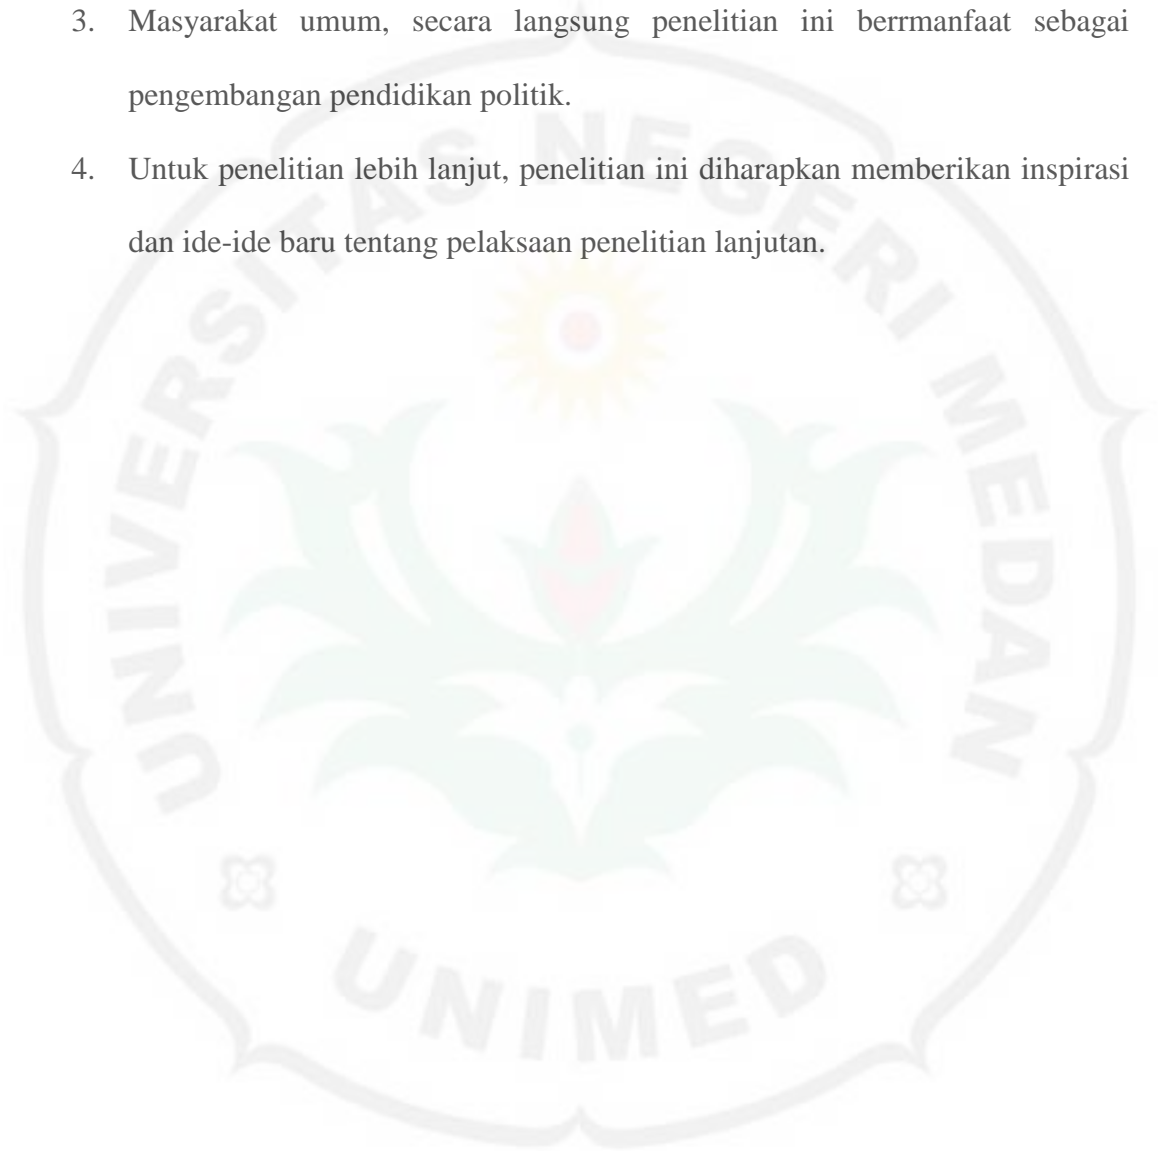 3. Masyarakat umum, secara langsung penelitian ini berrmanfaat sebagai
pengembangan pendidikan politik.
4. Untuk penelitian lebih lanjut, penelitian ini diharapkan memberikan inspirasi
dan ide-ide baru tentang pelaksaan penelitian lanjutan.
UNIVERSITAS NEGERI MEDAN
UNIMED